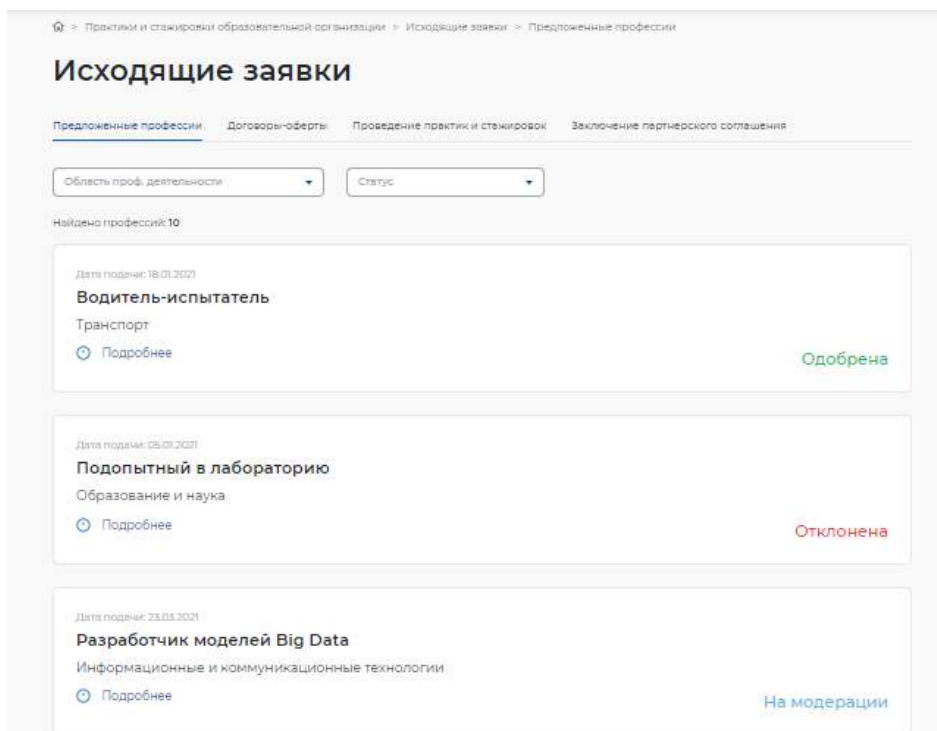 > Практики и стажировки образовательной организации > Исходящие заявки > Предложенные профессии
Исходящие заявки
Предложенные профессии Договоры-оферты Проведение практик и стажировок Заключение партнерского соглашения
Область проф. деятельности Статус
Найдено профессий: 10
Дата подачи: 18.01.2021
Водитель-испытатель
Транспорт
Подробнее
Одобрена
Дата подачи: 05.01.2021
Подопытный в лабораторию
Образование и наука
Подробнее
Отклонена
Дата подачи: 23.03.2021
Разработчик моделей Big Data
Информационные и коммуникационные технологии
Подробнее
На модерации